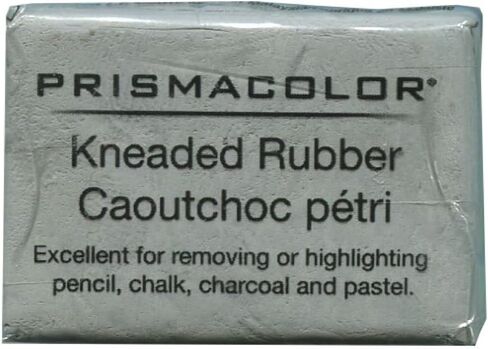 PRISMACOLOR®
Kneaded Rubber
Caoutchoc pétri
Excellent for removing or highlighting
pencil, chalk, charcoal and pastel.